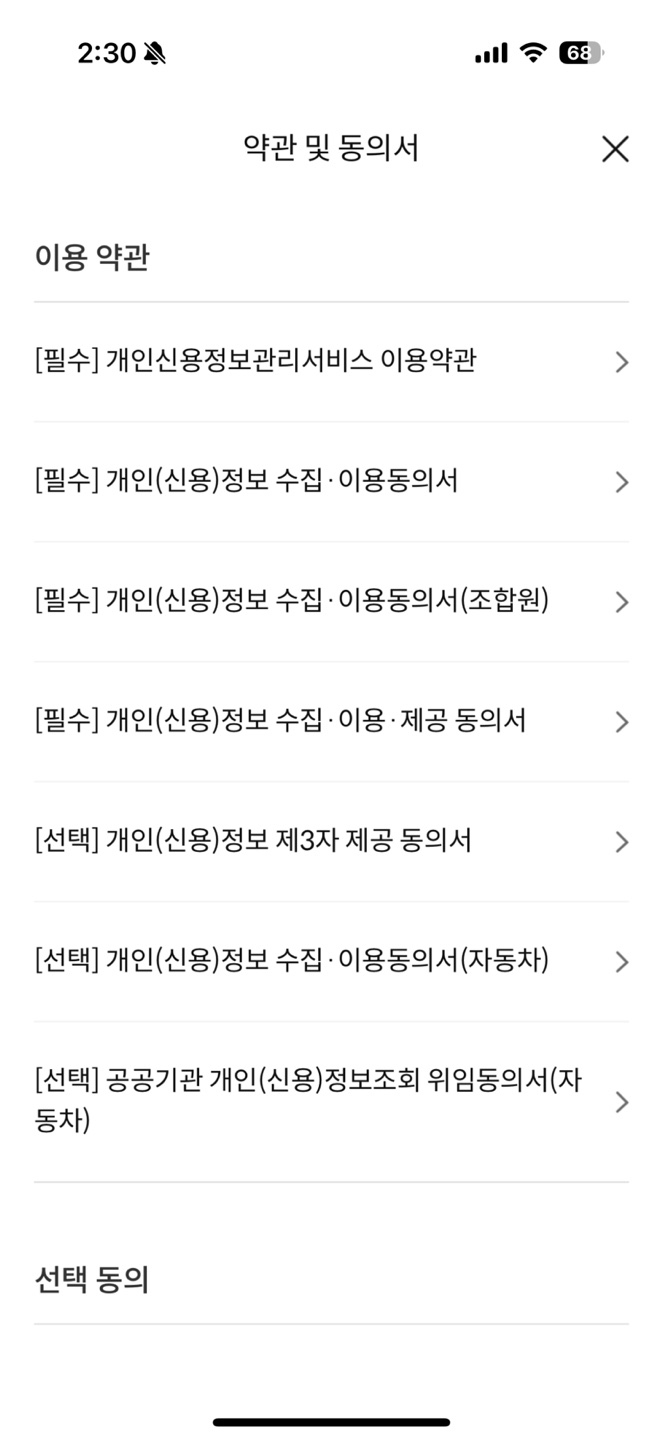 2:30
68
약관 및 동의서
이용 약관
[필수] 개인신용정보관리서비스 이용약관
[필수] 개인(신용)정보 수집·이용동의서
[필수] 개인(신용)정보 수집·이용동의서(조합원)
[필수] 개인(신용)정보 수집·이용·제공 동의서
[선택] 개인(신용)정보 제3자 제공 동의서
[선택] 개인(신용)정보 수집·이용동의서(자동차)
[선택] 공공기관 개인(신용)정보조회 위임동의서(자
동차)
선택 동의